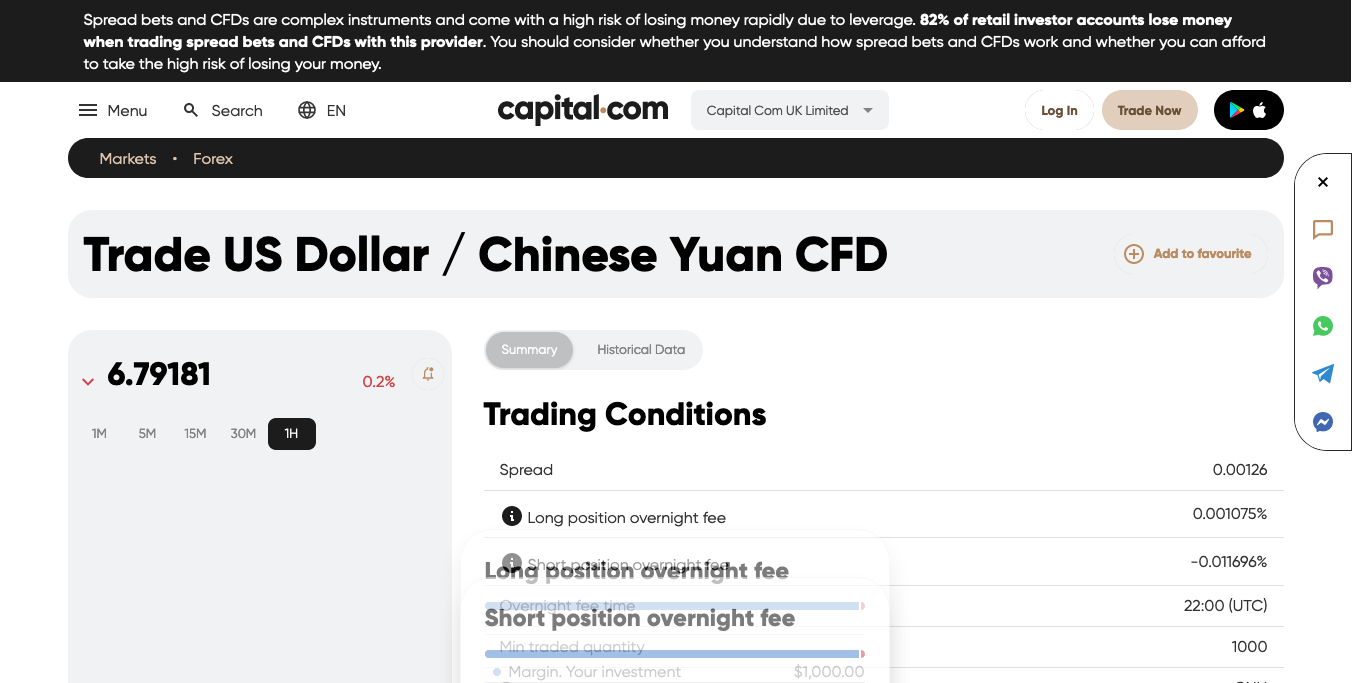 Spread bets and CFDs are complex instruments and come with a high risk of losing money rapidly due to leverage. 82% of retail investor accounts lose money
when trading spread bets and CFDs with this provider. You should consider whether you understand how spread bets and CFDs work and whether you can afford
to take the high risk of losing your money.
Menu Search EN capital.com Capital Com UK Limited Log In Trade Now
Markets • Forex
Trade US Dollar / Chinese Yuan CFD
Add to favourite
6.79181 0.2%
1M 5M 15M 30M 1H
Summary Historical Data
Trading Conditions
Spread 0.00126
Long position overnight fee 0.001075%
Short position overnight fee -0.011696%
Long position overnight fee
Overnight fee time 22:00 (UTC)
Short position overnight fee
Min traded quantity 1000
Margin. Your investment $1,000.00